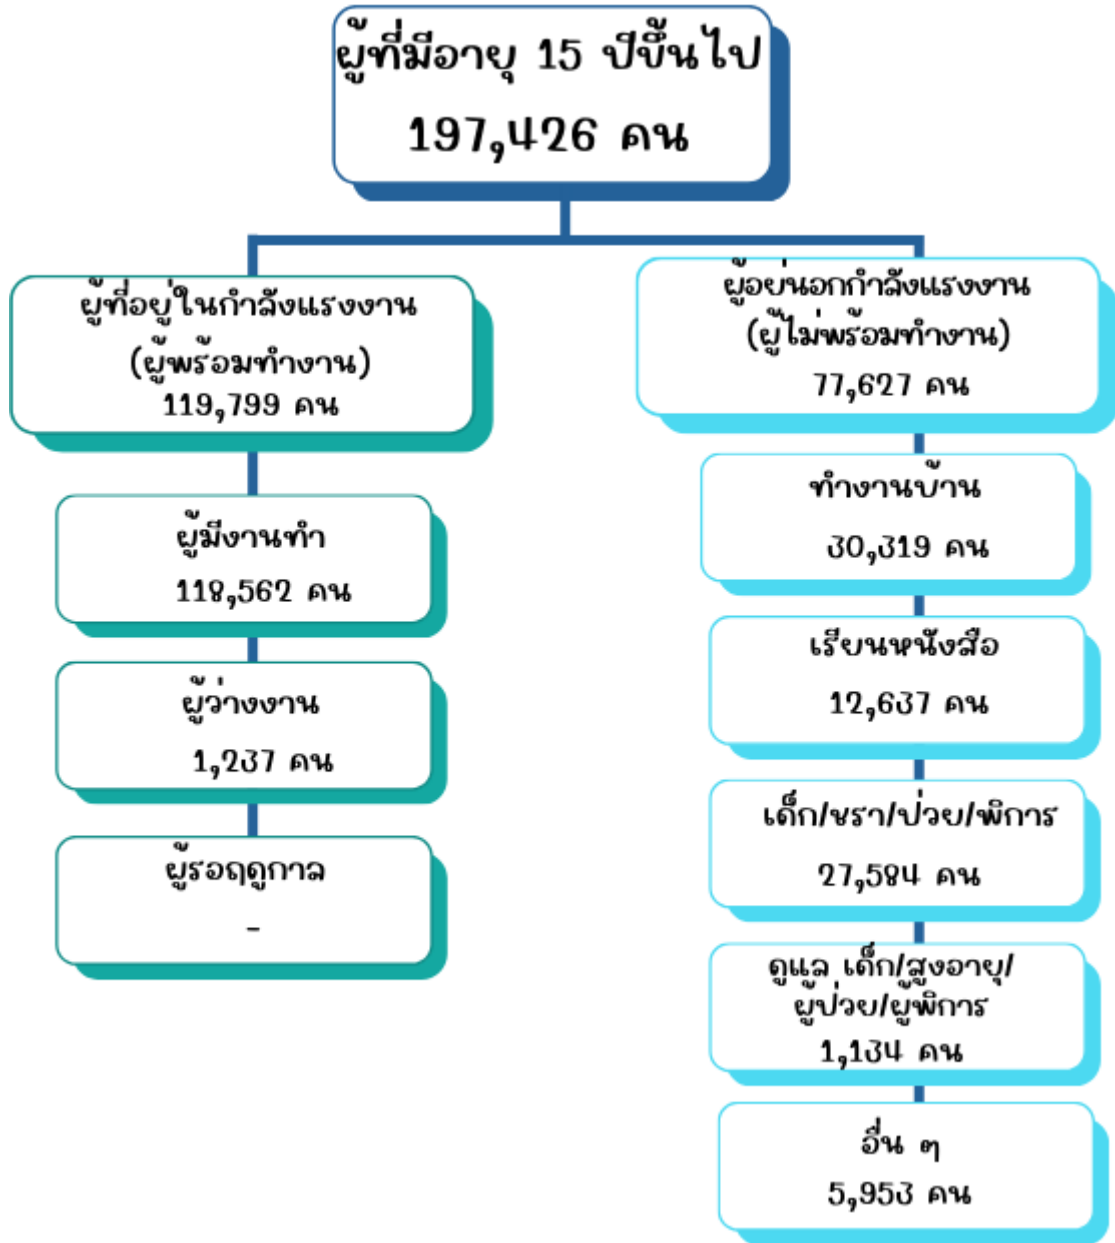 ผู้ที่มีอายุ 15 ปีขึ้นไป
197,426 คน
ผู้ที่อยู่ในกำลังแรงงาน
(ผู้พร้อมทำงาน)
119,799 คน
ผู้มีงานทำ
118,562 คน
ผู้ว่างงาน
1,237 คน
ผู้รอฤดูกาล
-
ผู้อยู่นอกกำลังแรงงาน
(ผู้ไม่พร้อมทำงาน)
77,627 คน
ทำงานบ้าน
30,319 คน
เรียนหนังสือ
12,637 คน
เด็ก/ชรา/ป่วย/พิการ
27,584 คน
ดูแล เด็ก/สูงอายุ/
ผู้ป่วย/ผู้พิการ
1,134 คน
อื่น ๆ
5,953 คน